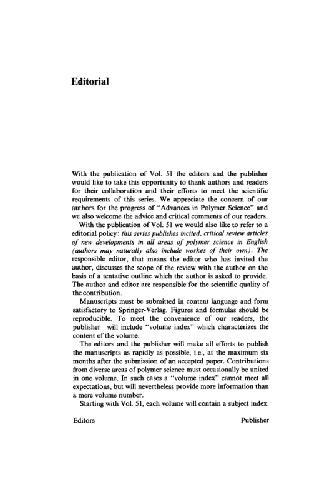 Editorial
With the publication of Vol. 51 the editors and the publisher
would like to take this opportunity to thank authors and readers
for their collaboration and their efforts to meet the scientific
requirements of this series. We appreciate the concern of our
authors for the progress of "Advances in Polymer Science" and
we also welcome the advice and critical comments of our readers.
With the publication of Vol. 51 we would also like to refer to a
editorial policy: this series publishes invited, critical review articles
of new developments in all areas of polymer science in English
(authors may naturally also include workes of their own). The
responsible editor, that means the editor who has invited the
author, discusses the scope of the review with the author on the
basis of a tentative outline which the author is asked to provide.
The author and editor are responsible for the scientific quality of
the contribution.
Manuscripts must be submitted in content language and form
satisfactory to Springer-Verlag. Figures and formulas should be
reproducible. To meet the convenience of our readers, the
publisher will include "volume index" which characterizes the
content of the volume.
The editors and the publisher will make all efforts to publish
the manuscripts as rapidly as possible, i.e., at the maximum six
months after the submission of an accepted paper. Contributions
from diverse areas of polymer science must occasionally be united
in one volume. In such cases a "volume index" cannot meet all
expectations, but will nevertheless provide more information than
a mere volume number.
Starting with Vol. 51, each volume will contain a subject index.
Editors Publisher